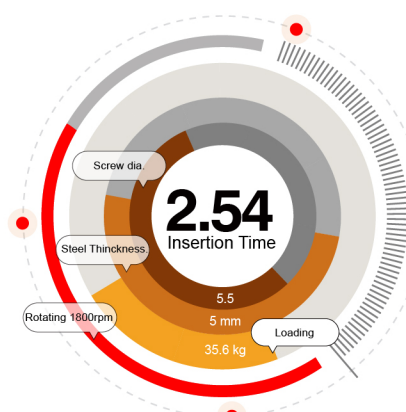 Screw dia.
2.54
Insertion Time
Steel Thinckness.
5.5
5 mm
Rotating 1800rpm
Loading
35.6 kg